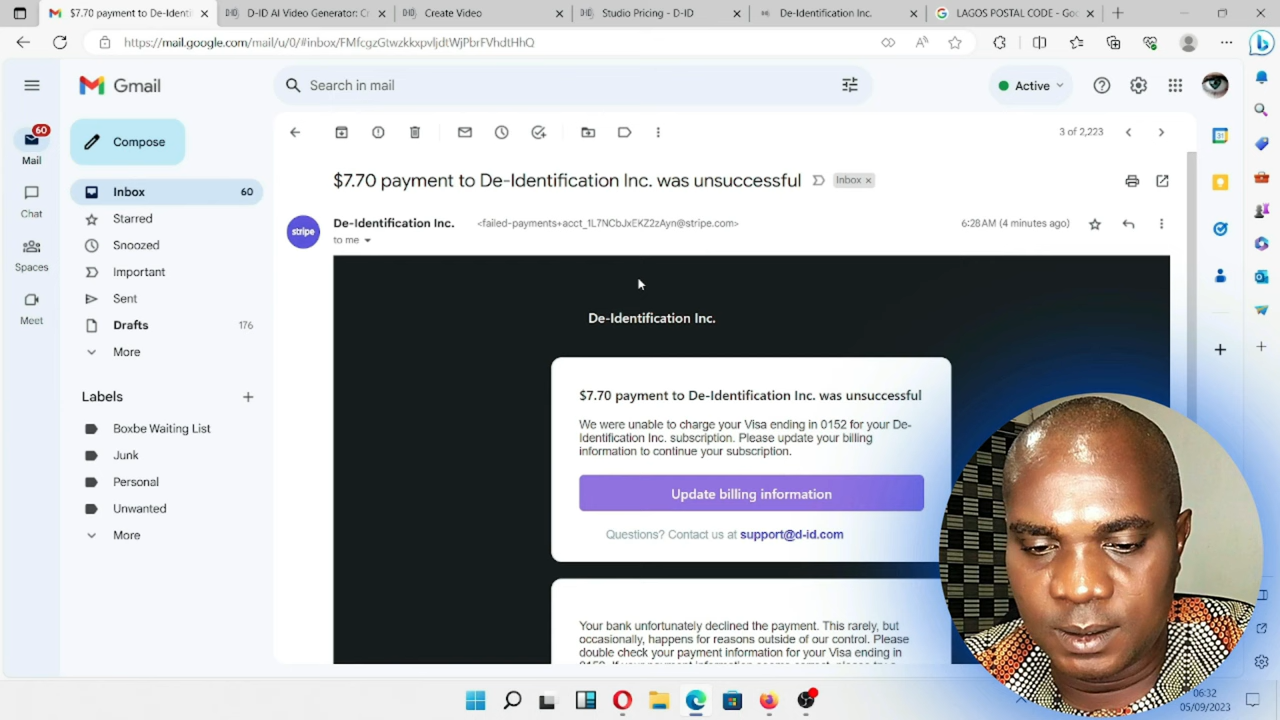 $7.70 payment to De-Identi
D-ID AI Video Generator: C
Create Video
Studio Pricing - D-ID
De-Identification Inc.
LAGOS POSTAL CODE - Goo
https://mail.google.com/mail/u/0/#inbox/FMfcgzGtwzkkxpvljdtWjPbrFVhdtHhQ
Gmail
Search in mail
Active
60
Mail
Chat
Spaces
Meet
Compose
Inbox 60
Starred
Snoozed
Important
Sent
Drafts 176
More
Labels
Boxbe Waiting List
Junk
Personal
Unwanted
More
3 of 2,223
$7.70 payment to De-Identification Inc. was unsuccessful
Inbox ×
stripe
De-Identification Inc. <failed-payments+acct_1L7NCbJxEKZ2zAyn@stripe.com>
6:28 AM (4 minutes ago)
to me
De-Identification Inc.
$7.70 payment to De-Identification Inc. was unsuccessful
We were unable to charge your Visa ending in 0152 for your De-
Identification Inc. subscription. Please update your billing
information to continue your subscription.
Update billing information
Questions? Contact us at support@d-id.com
Your bank unfortunately declined the payment. This rarely, but
occasionally, happens for reasons outside of our control. Please
double check your payment information for your Visa ending in
06:32
05/09/2023